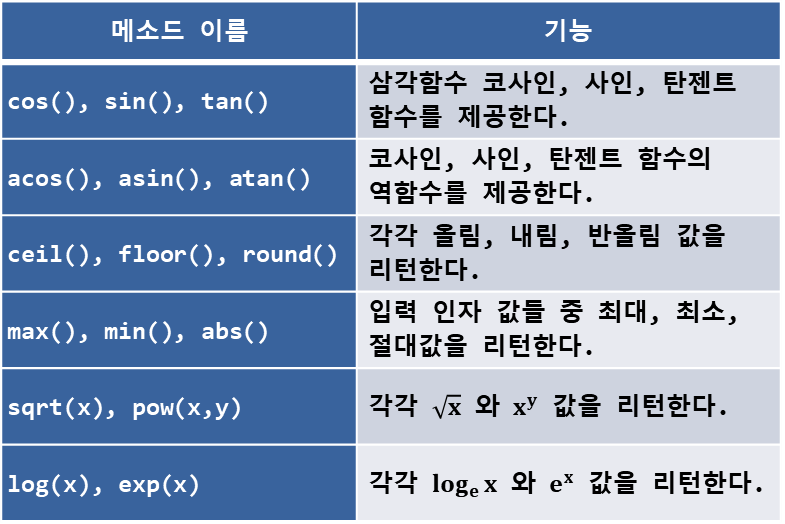 메소드 이름
기능
cos(), sin(), tan()
삼각함수 코사인, 사인, 탄젠트
함수를 제공한다.
acos(), asin(), atan()
코사인, 사인, 탄젠트 함수의
역함수를 제공한다.
ceil(), floor(), round()
각각 올림, 내림, 반올림 값을
리턴한다.
max(), min(), abs()
입력 인자 값들 중 최대, 최소,
절대값을 리턴한다.
sqrt(x), pow(x,y)
각각 √x 와 xʸ 값을 리턴한다.
log(x), exp(x)
각각 logₑ x 와 eˣ 값을 리턴한다.